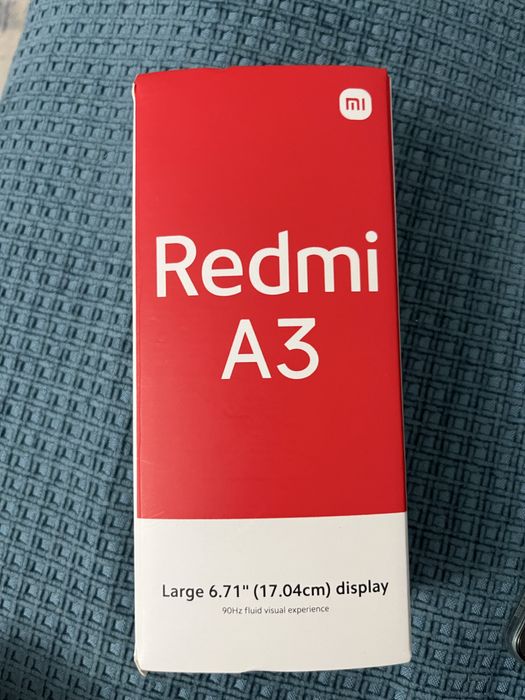 mi
Redmi
A3
Large 6.71" (17.04cm) display
90Hz fluid visual experience